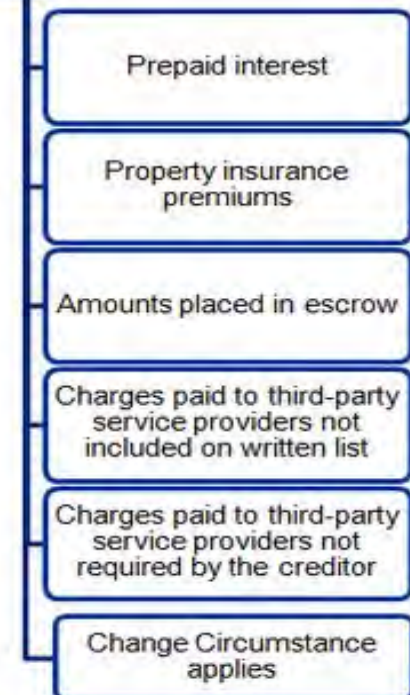 Prepaid interest
Property insurance
premiums
Amounts placed in escrow
Charges paid to third-party
service providers not
included on written list
Charges paid to third-party
service providers not
required by the creditor
Change Circumstance
applies